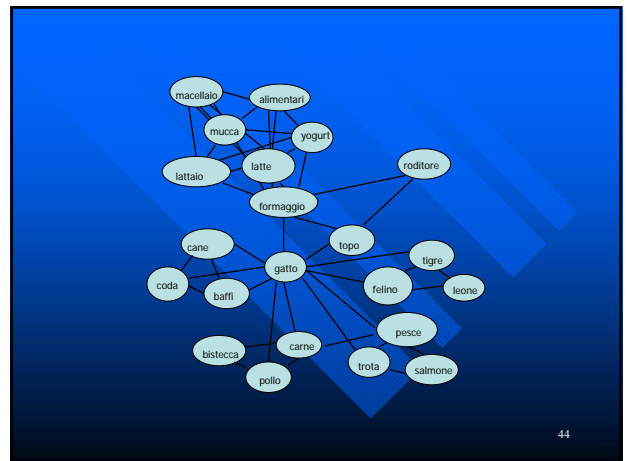 macellaio
alimentari
mucca
yogurt
latte
roditore
lattaio
formaggio
cane
topo
tigre
gatto
coda
felino
leone
baffi
pesce
bistecca
carne
trota
salmone
pollo
44